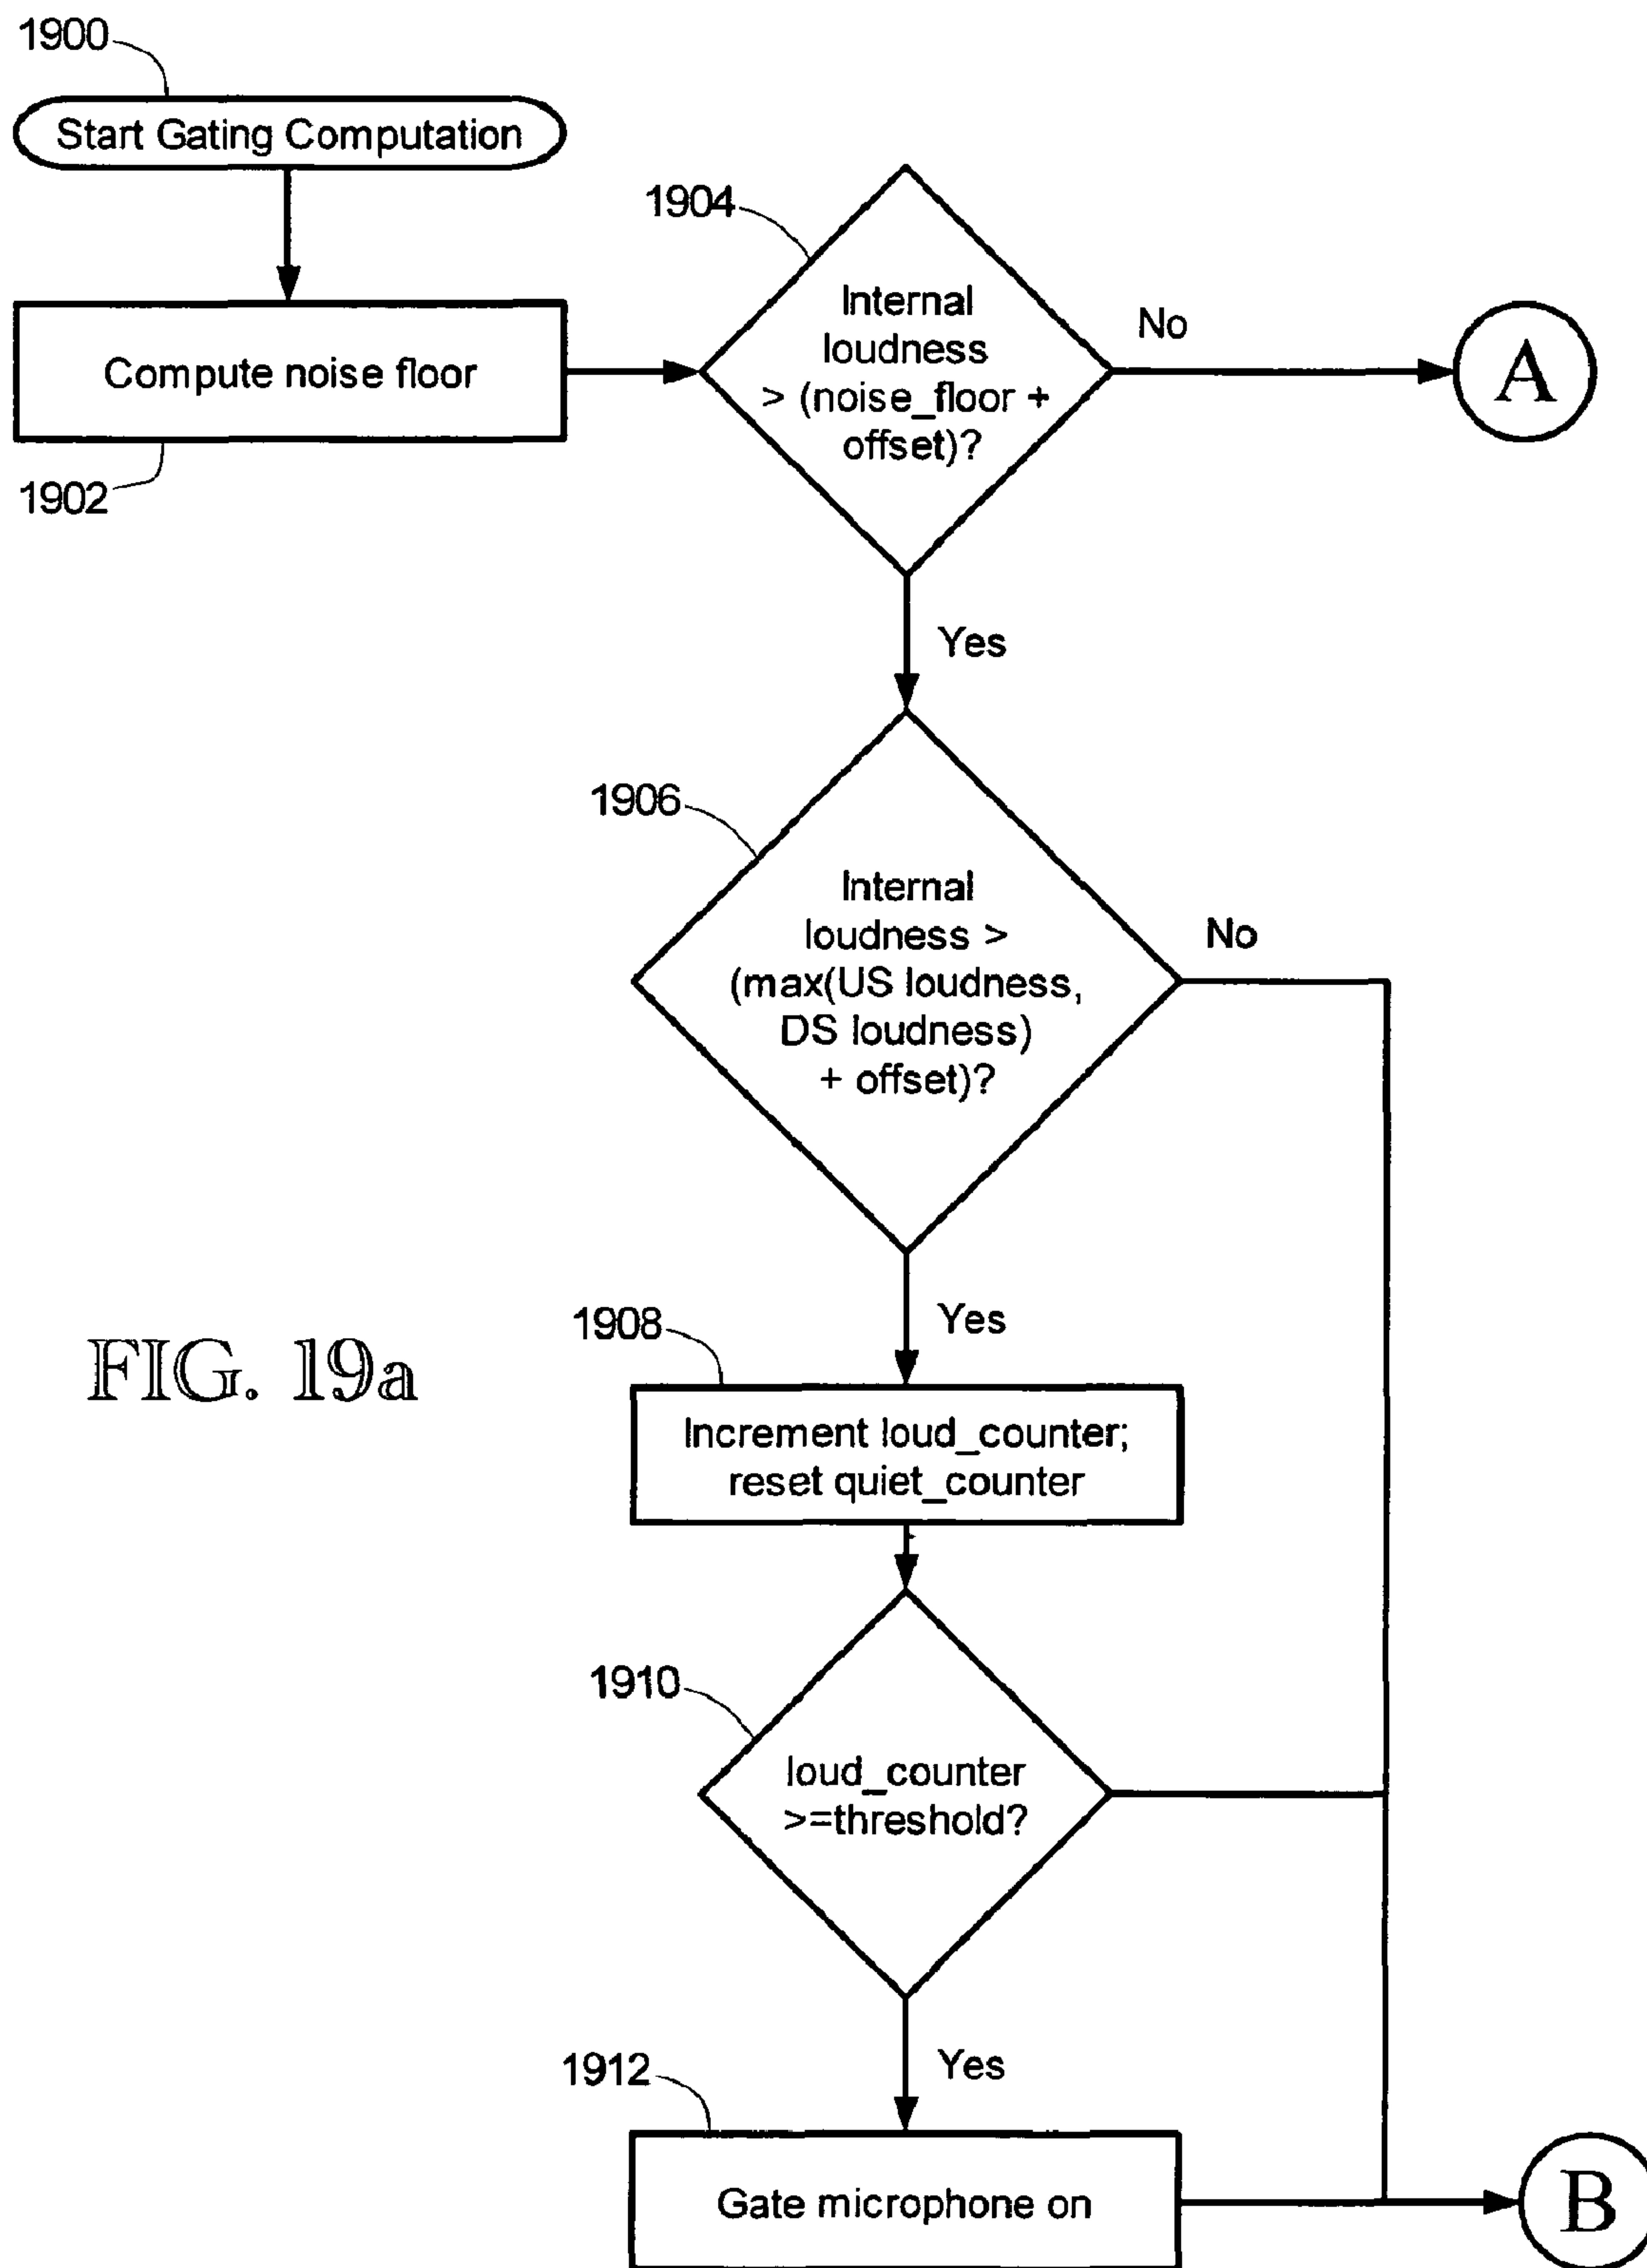 1900
Start Gating Computation
1904
Internal
loudness
> (noise_floor +
offset)?
No
A
Compute noise floor
1902
Yes
1906
Internal
loudness >
(max(US loudness,
DS loudness)
+ offset)?
No
Yes
1908
FIG. 19a
Increment loud_counter;
reset quiet_counter
1910
loud_counter
>=threshold?
Yes
1912
Gate microphone on
B